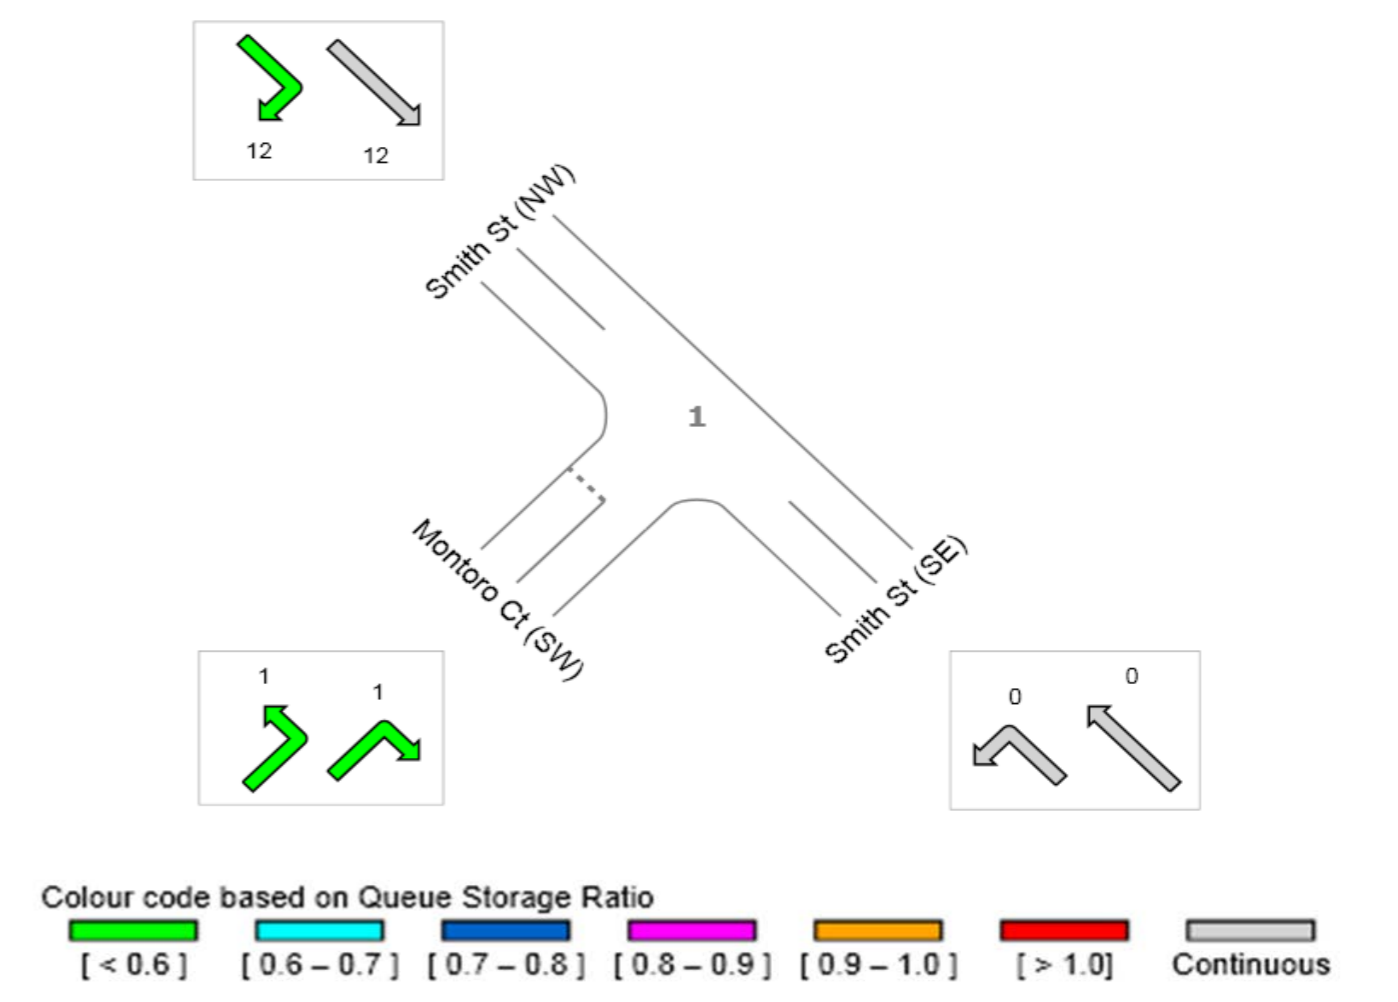 12
12
Smith St (NW)
1
Montoro Ct (SW)
Smith St (SE)
1
1
0
0
Colour code based on Queue Storage Ratio
[ < 0.6 ]
[ 0.6 – 0.7 ]
[ 0.7 – 0.8 ]
[ 0.8 – 0.9 ]
[ 0.9 – 1.0 ]
[ > 1.0]
Continuous